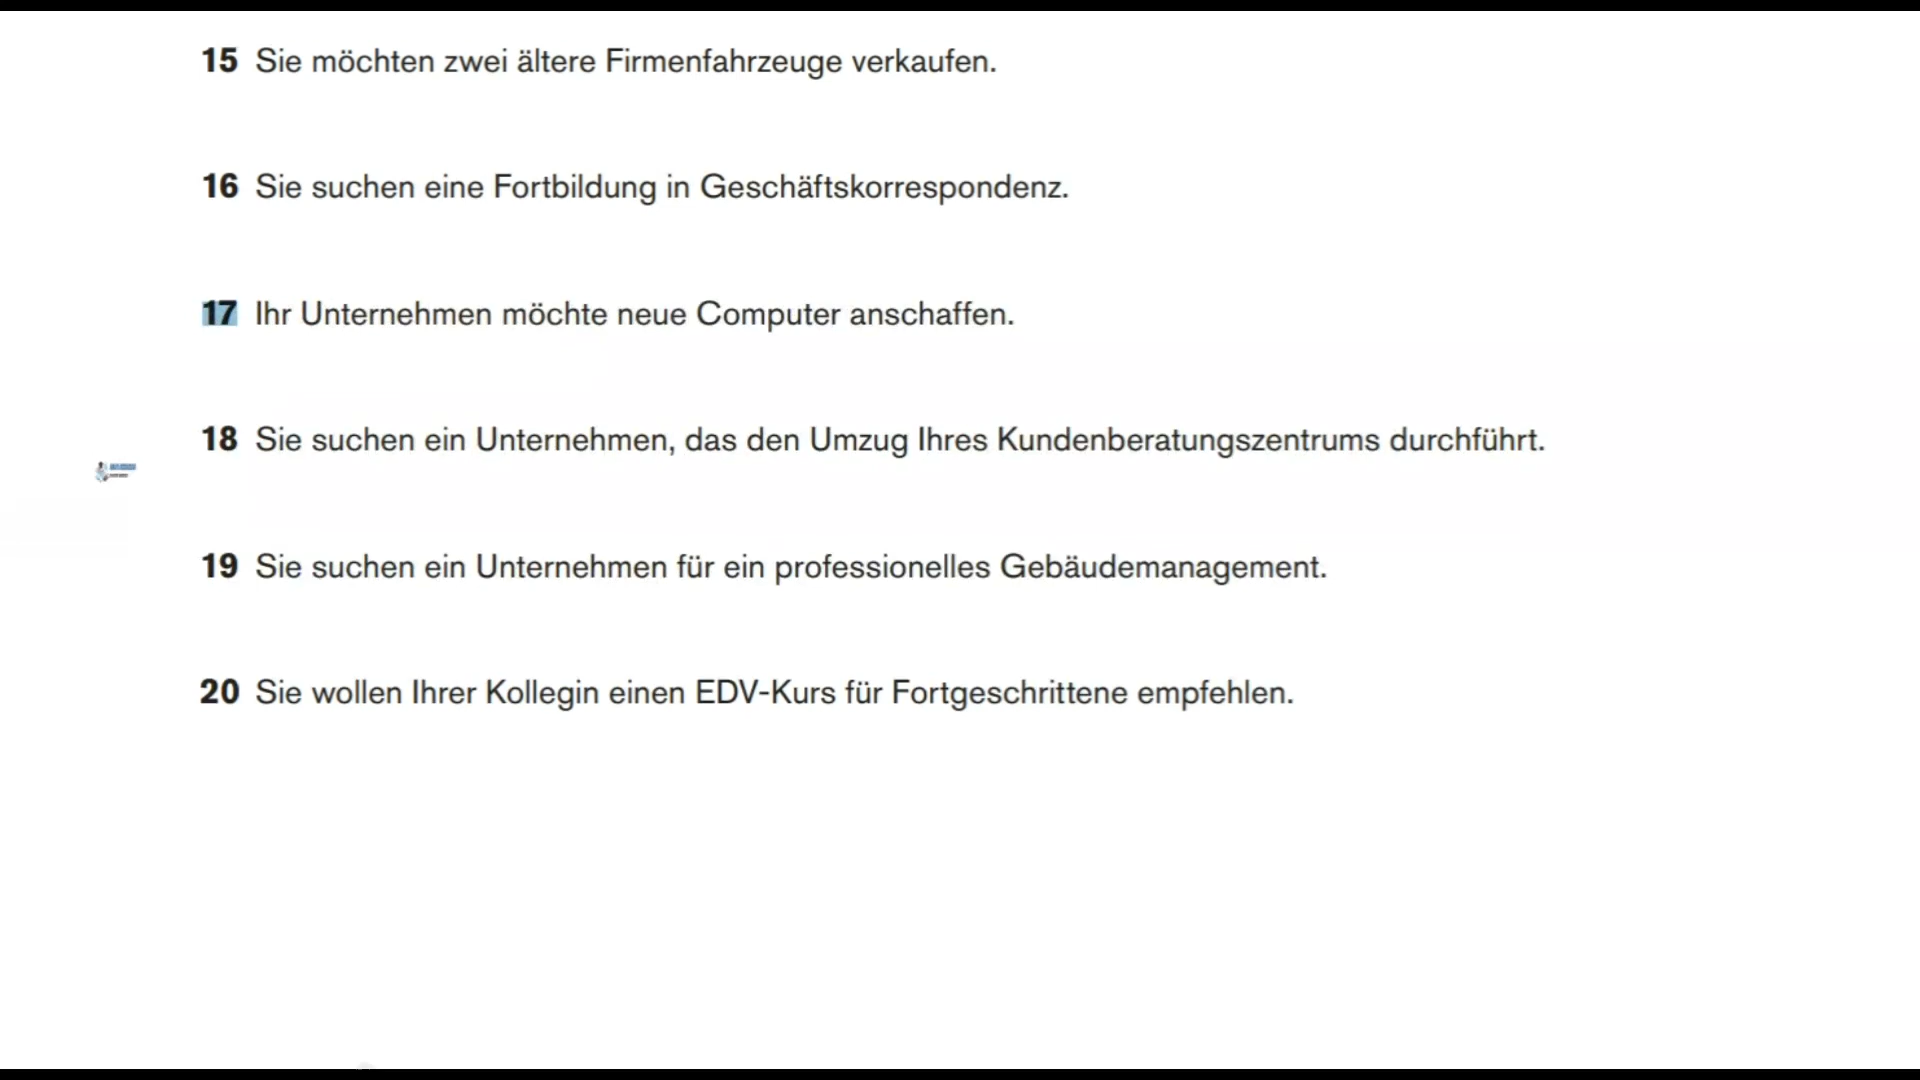 15 Sie möchten zwei ältere Firmenfahrzeuge verkaufen.
16 Sie suchen eine Fortbildung in Geschäftskorrespondenz.
17 Ihr Unternehmen möchte neue Computer anschaffen.
18 Sie suchen ein Unternehmen, das den Umzug Ihres Kundenberatungszentrums durchführt.
19 Sie suchen ein Unternehmen für ein professionelles Gebäudemanagement.
20 Sie wollen Ihrer Kollegin einen EDV-Kurs für Fortgeschrittene empfehlen.